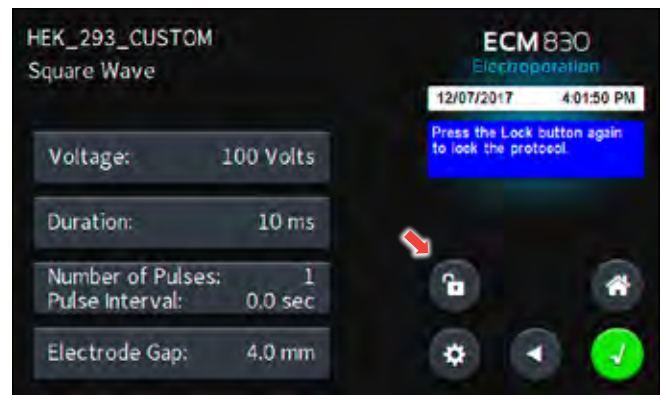 HEK_293_CUSTOM
Square Wave
Voltage: 100 Volts
Duration: 10 ms
Number of Pulses: 1
Pulse Interval: 0.0 sec
Electrode Gap: 4.0 mm
ECM 830
Electroporation
12/07/2017 4:01:50 PM
Press the Lock button again
to lock the protocol.